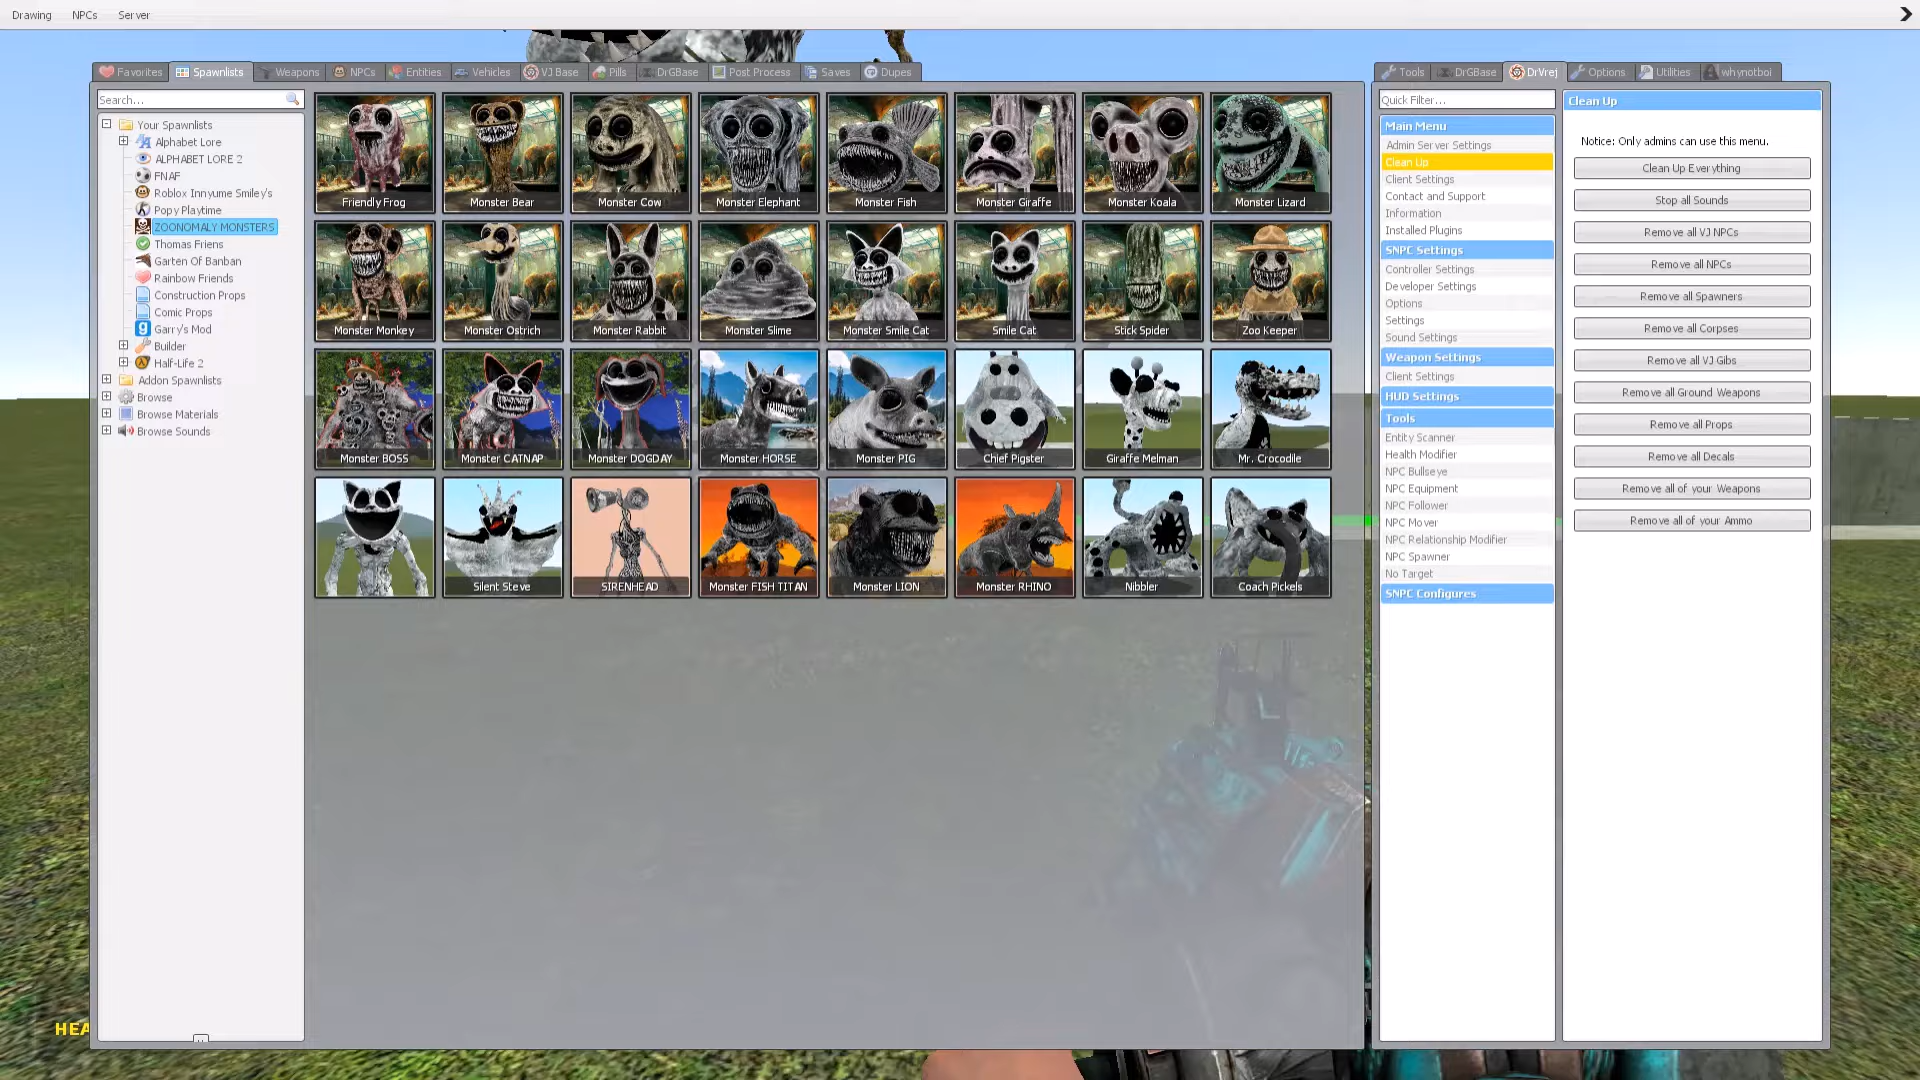 Drawing NPCs Server
Favorites Spawnlists Weapons NPCs Entities Vehicles VJ Base Pills DrGBase Post Process Saves Dupes
Search...
Your Spawnlists
Alphabet Lore
ALPHABET LORE 2
FNAF
Roblox Innyume Smiley's
Popy Playtime
ZOONOMALY MONSTERS
Thomas Friens
Garten Of Banban
Rainbow Friends
Construction Props
Comic Props
Garry's Mod
Builder
Half-Life 2
Addon Spawnlists
Browse
Browse Materials
Browse Sounds
Friendly Frog Monster Bear Monster Cow Monster Elephant Monster Fish Monster Giraffe Monster Koala Monster Lizard
Monster Monkey Monster Ostrich Monster Rabbit Monster Slime Monster Smile Cat Smile Cat Stick Spider Zoo Keeper
Monster BOSS Monster CATNAP Monster DOGDAY Monster HORSE Monster PIG Chief Pigster Giraffe Melman Mr. Crocodile
Silent Steve SIRENHEAD Monster FISH TITAN Monster LION Monster RHINO Nibbler Coach Pickels
Tools DrGBase DrVrej Options Utilities whynotboi
Quick Filter...
Main Menu
Admin Server Settings
Clean Up
Client Settings
Contact and Support
Information
Installed Plugins
SNPC Settings
Controller Settings
Developer Settings
Options
Settings
Sound Settings
Weapon Settings
Client Settings
HUD Settings
Tools
Entity Scanner
Health Modifier
NPC Bullseye
NPC Equipment
NPC Follower
NPC Mover
NPC Relationship Modifier
NPC Spawner
No Target
SNPC Configures
Clean Up
Notice: Only admins can use this menu.
Clean Up Everything
Stop all Sounds
Remove all VJ NPCs
Remove all NPCs
Remove all Spawners
Remove all Corpses
Remove all VJ Gibs
Remove all Ground Weapons
Remove all Props
Remove all Decals
Remove all of your Weapons
Remove all of your Ammo
HEA